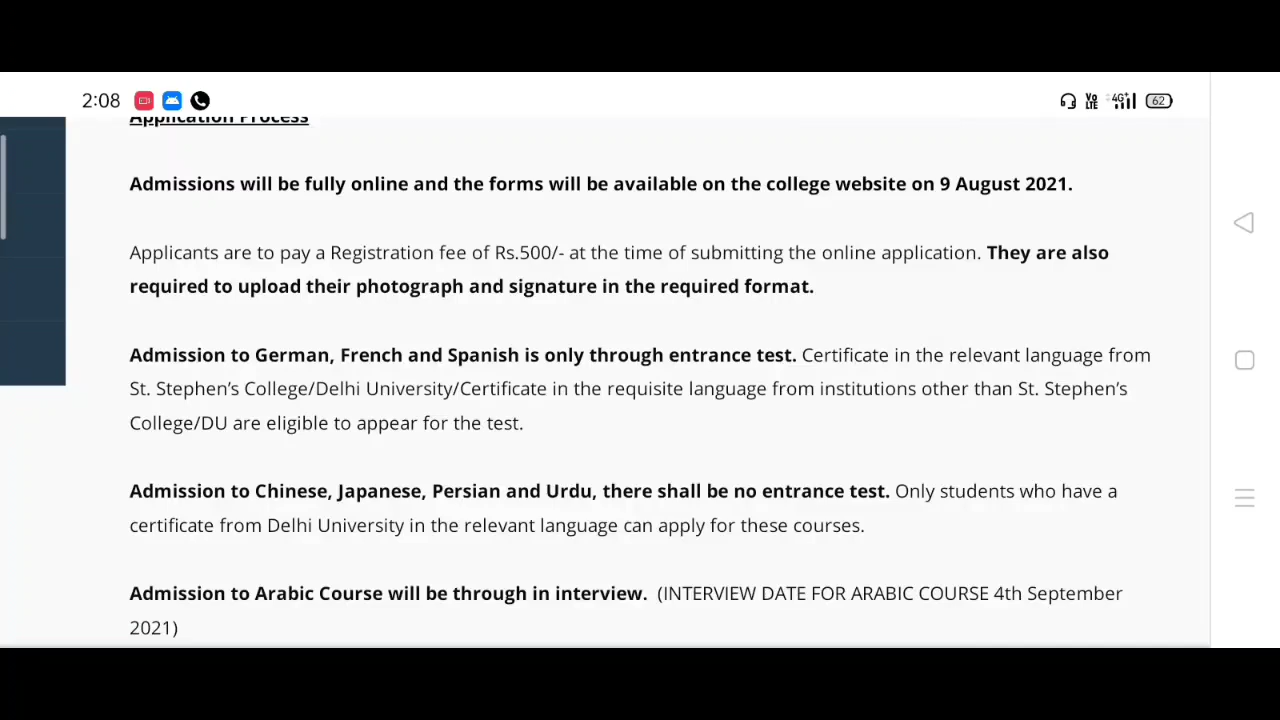 2:08
Vo LTE 4G+ 62
Application Process
Admissions will be fully online and the forms will be available on the college website on 9 August 2021.
Applicants are to pay a Registration fee of Rs.500/- at the time of submitting the online application. They are also
required to upload their photograph and signature in the required format.
Admission to German, French and Spanish is only through entrance test. Certificate in the relevant language from
St. Stephen’s College/Delhi University/Certificate in the requisite language from institutions other than St. Stephen’s
College/DU are eligible to appear for the test.
Admission to Chinese, Japanese, Persian and Urdu, there shall be no entrance test. Only students who have a
certificate from Delhi University in the relevant language can apply for these courses.
Admission to Arabic Course will be through in interview. (INTERVIEW DATE FOR ARABIC COURSE 4th September
2021)